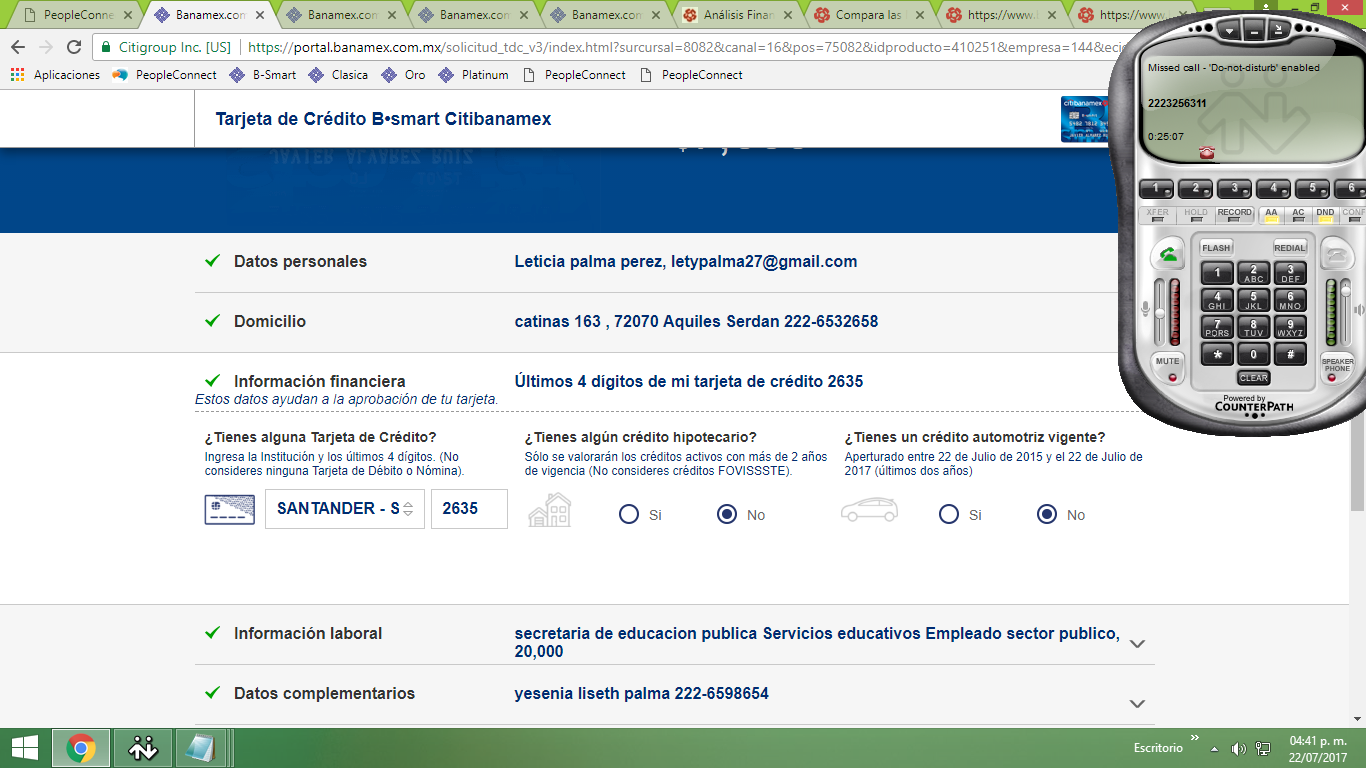 PeopleConne
Banamex.con
Banamex.con
Banamex.con
Banamex.con
Análisis Finan
Compara las
https://www.l
https://www.
Citigroup Inc. [US]
https://portal.banamex.com.mx/solicitud_tdc_v3/index.html?surcursal=8082&canal=16&pos=75082&idproducto=410251&empresa=144&ecic
Aplicaciones
PeopleConnect
B-Smart
Clasica
Oro
Platinum
PeopleConnect
PeopleConnect
Tarjeta de Crédito B•smart Citibanamex
citibanamex
Datos personales
Leticia palma perez, letypalma27@gmail.com
Domicilio
catinas 163 , 72070 Aquiles Serdan 222-6532658
Información financiera
Últimos 4 dígitos de mi tarjeta de crédito 2635
Estos datos ayudan a la aprobación de tu tarjeta.
¿Tienes alguna Tarjeta de Crédito?
Ingresa la Institución y los últimos 4 dígitos. (No
consideres ninguna Tarjeta de Débito o Nómina).
SANTANDER - S
2635
¿Tienes algún crédito hipotecario?
Sólo se valorarán los créditos activos con más de 2 años
de vigencia (No consideres créditos FOVISSSTE).
Si
No
¿Tienes un crédito automotriz vigente?
Aperturado entre 22 de Julio de 2015 y el 22 de Julio de
2017 (últimos dos años)
Si
No
Información laboral
secretaria de educacion publica Servicios educativos Empleado sector publico,
20,000
Datos complementarios
yesenia liseth palma 222-6598654
Missed call - 'Do-not-disturb' enabled
2223256311
0:25:07
1
2
3
4
5
6
XFER
HOLD
RECORD
AA
AC
DND
CONF
FLASH
REDIAL
1
2 ABC
3 DEF
4 GHI
5 JKL
6 MNO
7 PQRS
8 TUV
9 WXYZ
*
0
#
MUTE
SPEAKER
PHONE
CLEAR
Powered by
COUNTERPATH
Escritorio
04:41 p. m.
22/07/2017